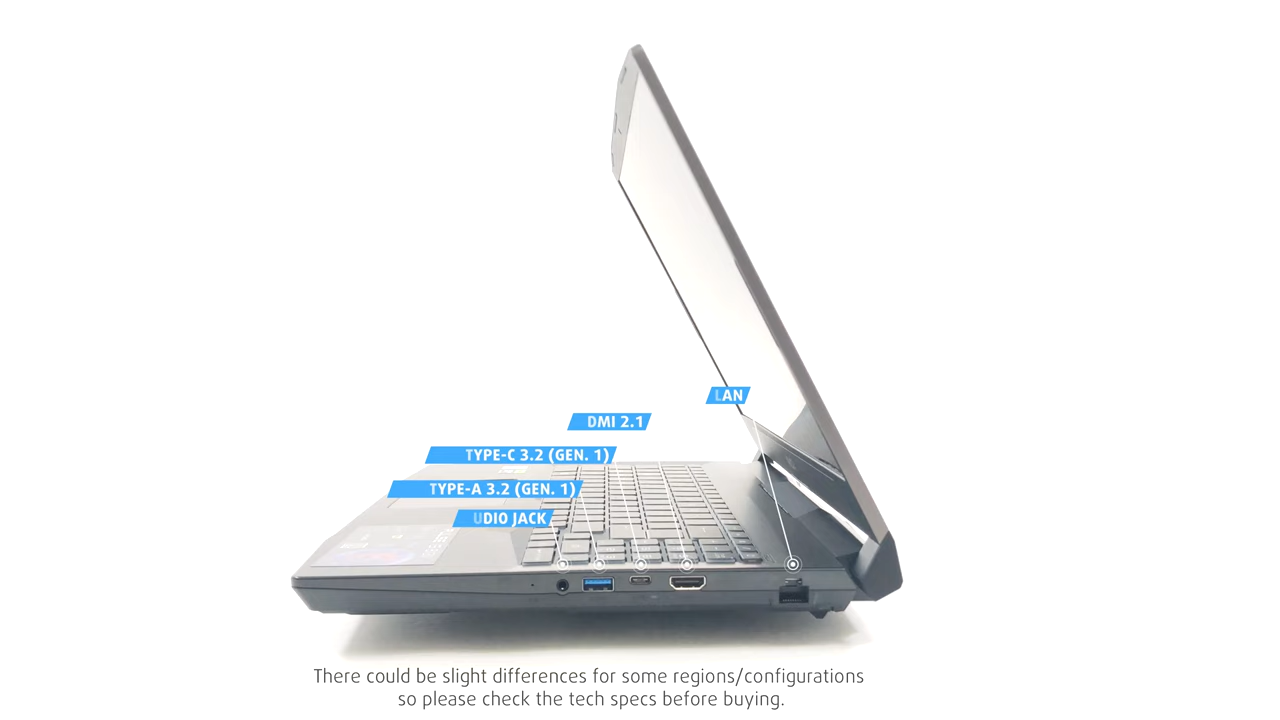 LAN
DMI 2.1
TYPE-C 3.2 (GEN. 1)
TYPE-A 3.2 (GEN. 1)
UDIO JACK
There could be slight differences for some regions/configurations
so please check the tech specs before buying.